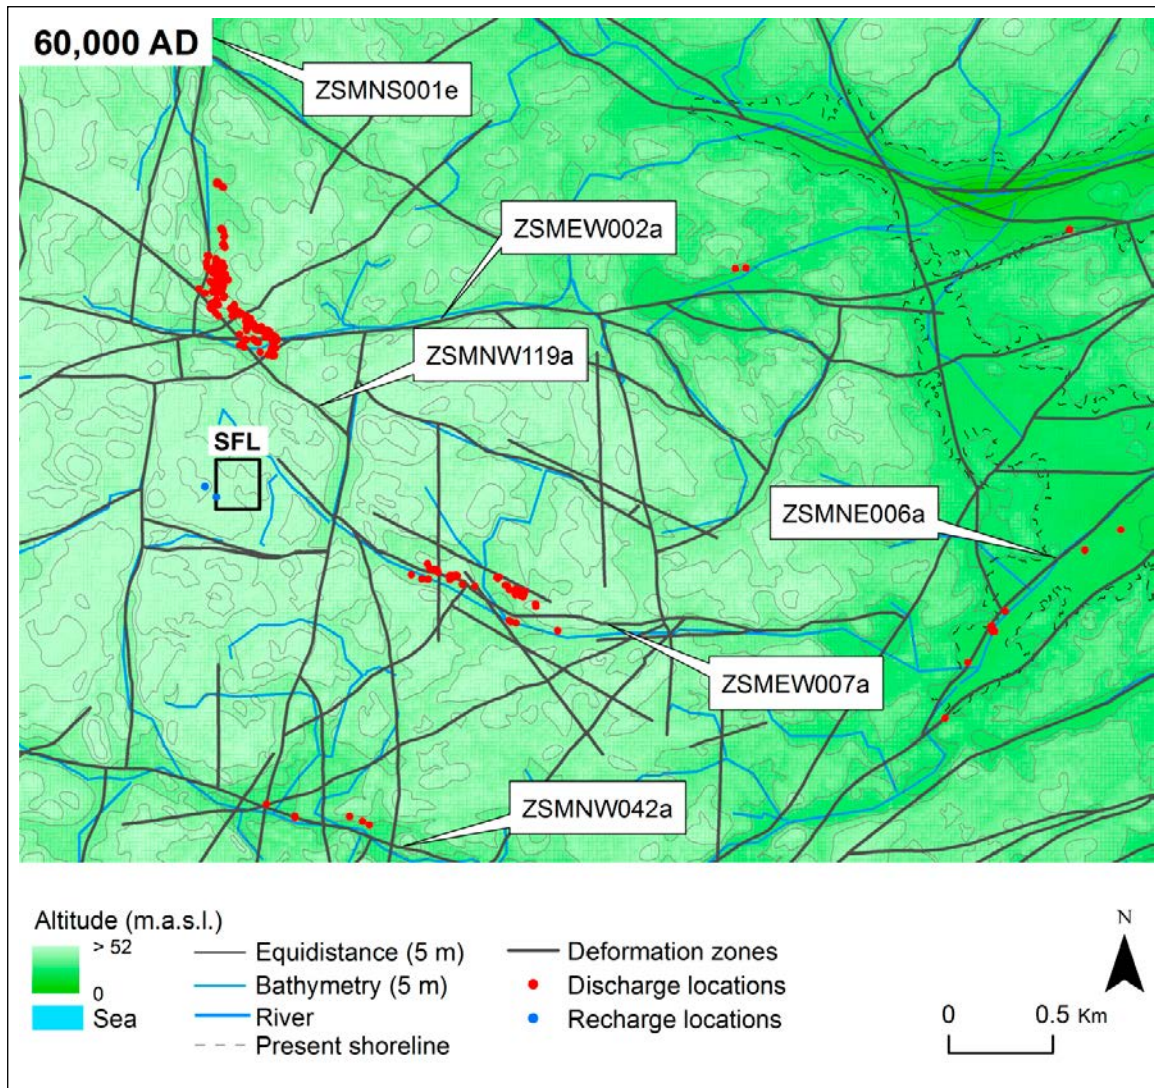 60,000 AD
ZSMNS001e
ZSMEW002a
ZSMNW119a
SFL
ZSMNE006a
ZSMEW007a
ZSMNW042a
Altitude (m.a.s.l.)
> 52
0
Sea
Equidistance (5 m)
Bathymetry (5 m)
River
Present shoreline
Deformation zones
Discharge locations
Recharge locations
N
0 0.5 Km